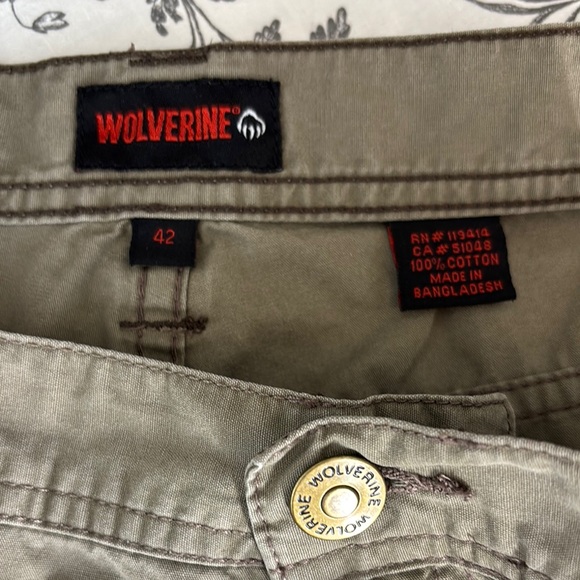 WOLVERINE®
42
RN# 119414
CA# 51048
100% COTTON
MADE IN
BANGLADESH
WOLVERINE WOLVERINE